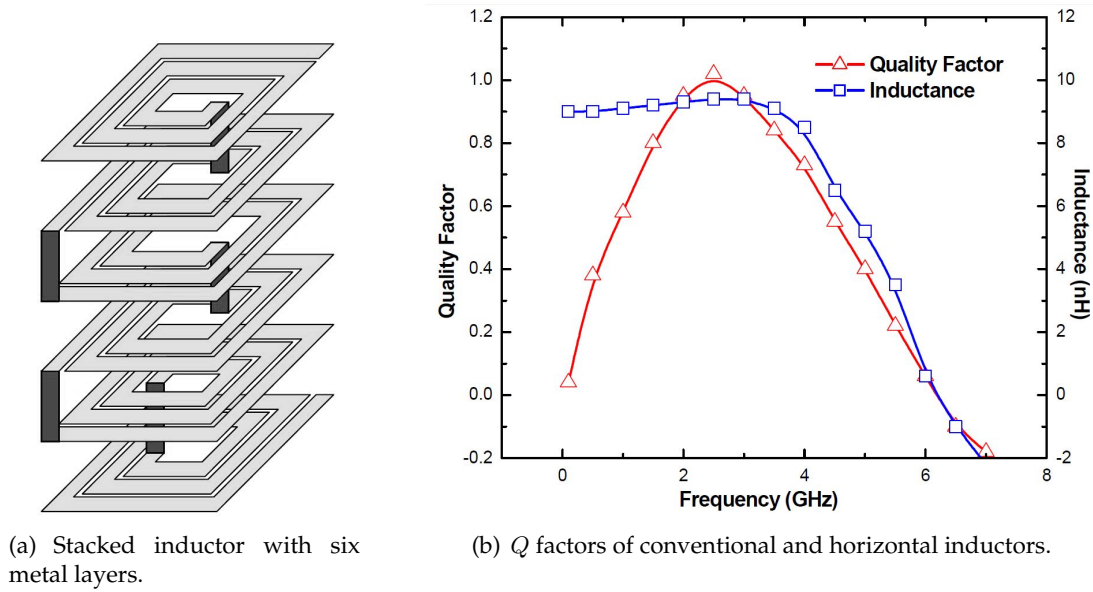 1.2
1.0
0.8
0.6
0.4
0.2
0.0
-0.2
Quality Factor
12
10
8
6
4
2
0
-2
Inductance (nH)
Quality Factor
Inductance
0
2
4
6
8
Frequency (GHz)
(a) Stacked inductor with six
metal layers.
(b) Q factors of conventional and horizontal inductors.